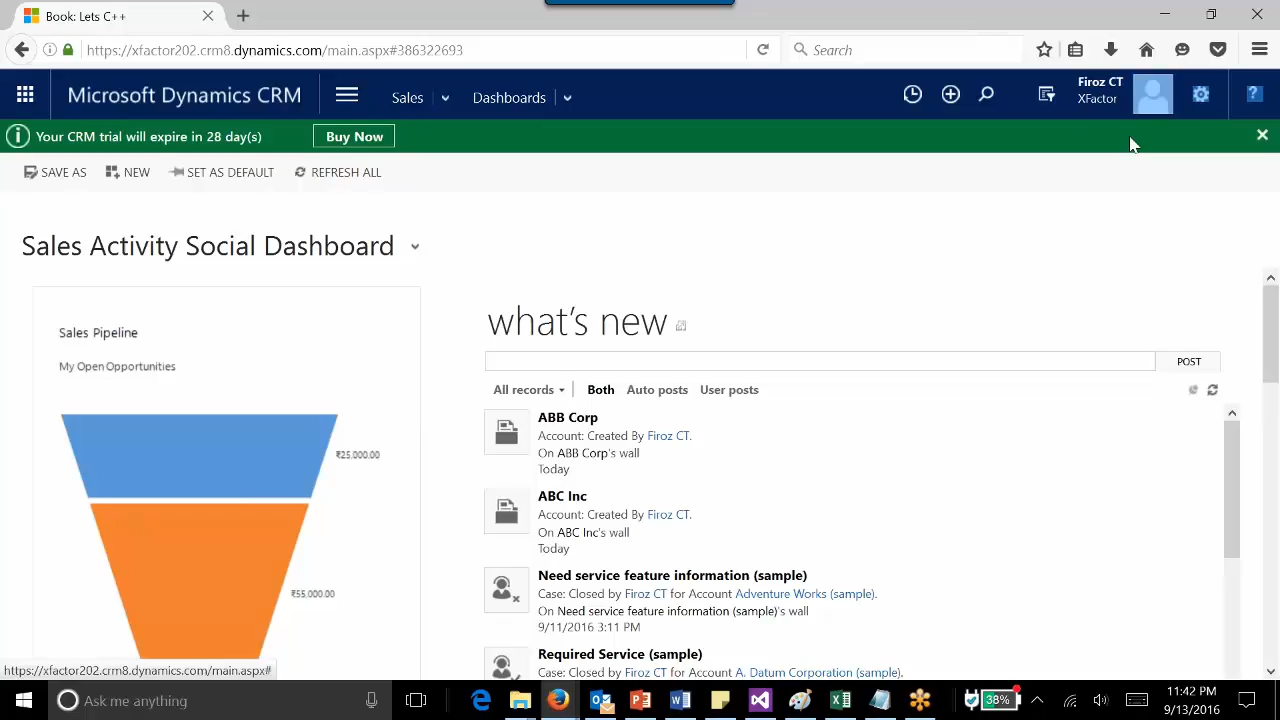 Book: Lets C++
https://xfactor202.crm8.dynamics.com/main.aspx#386322693
Search
Microsoft Dynamics CRM
Sales
Dashboards
Firoz CT
XFactor
?
Your CRM trial will expire in 28 day(s)
Buy Now
SAVE AS
NEW
SET AS DEFAULT
REFRESH ALL
Sales Activity Social Dashboard
Sales Pipeline
My Open Opportunities
₹25,000.00
₹55,000.00
what's new
POST
All records
Both
Auto posts
User posts
ABB Corp
Account: Created By Firoz CT.
On ABB Corp's wall
Today
ABC Inc
Account: Created By Firoz CT.
On ABC Inc's wall
Today
Need service feature information (sample)
Case: Closed by Firoz CT for Account Adventure Works (sample).
On Need service feature information (sample)'s wall
9/11/2016 3:11 PM
Required Service (sample)
Case: Closed by Firoz CT for Account A. Datum Corporation (sample).
https://xfactor202.crm8.dynamics.com/main.aspx#
Ask me anything
38%
11:42 PM
9/13/2016